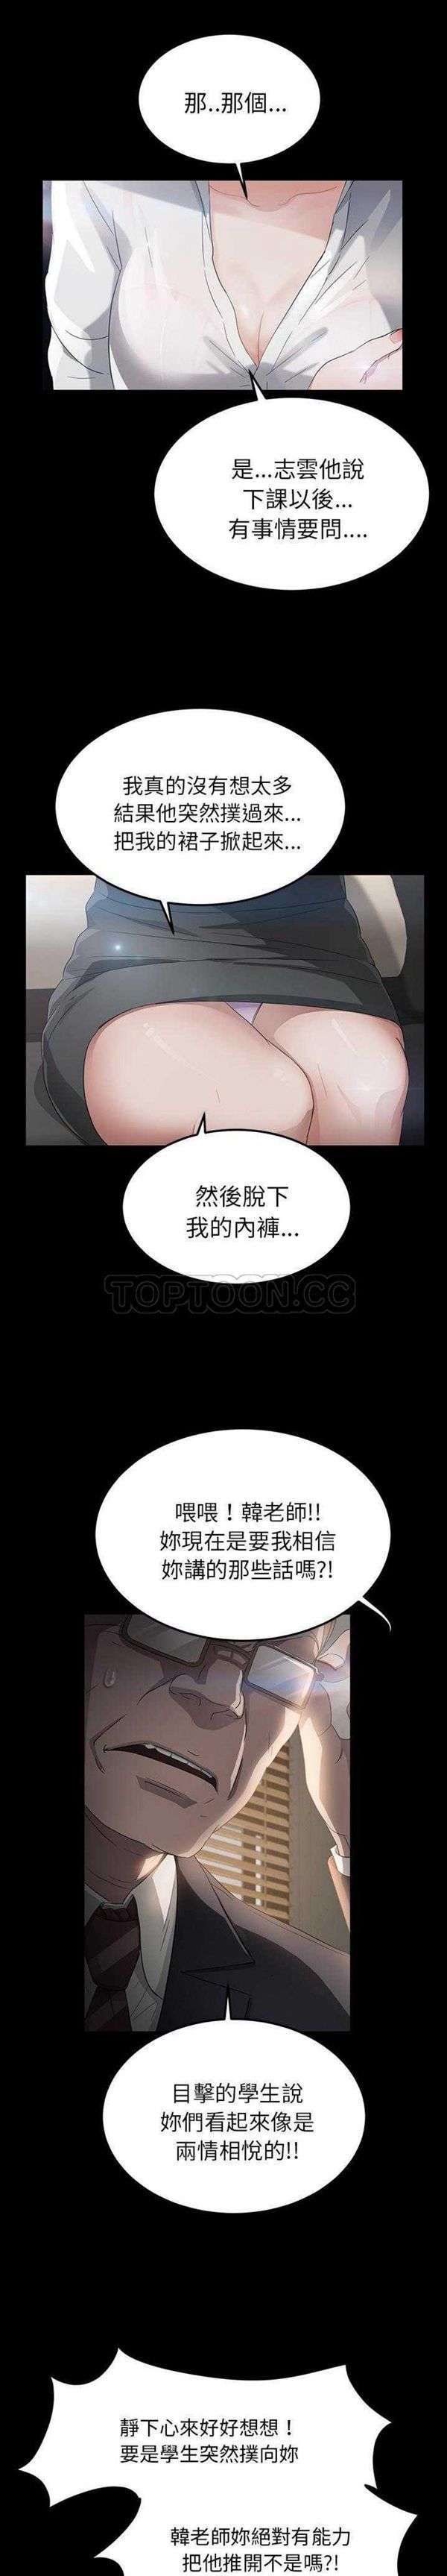 那..那個...
是...志雲他說
下課以後...
有事情要問....
我真的沒有想太多
結果他突然撲過來...
把我的裙子掀起來...
然後脫下
我的內褲...
TOPTOON.CC
喂喂！韓老師!!
妳現在是要我相信
妳講的那些話嗎?!
目擊的學生說
妳們看起來像是
兩情相悅的!!
靜下心來好好想想！
要是學生突然撲向妳
韓老師妳絕對有能力
把他推開不是嗎?!